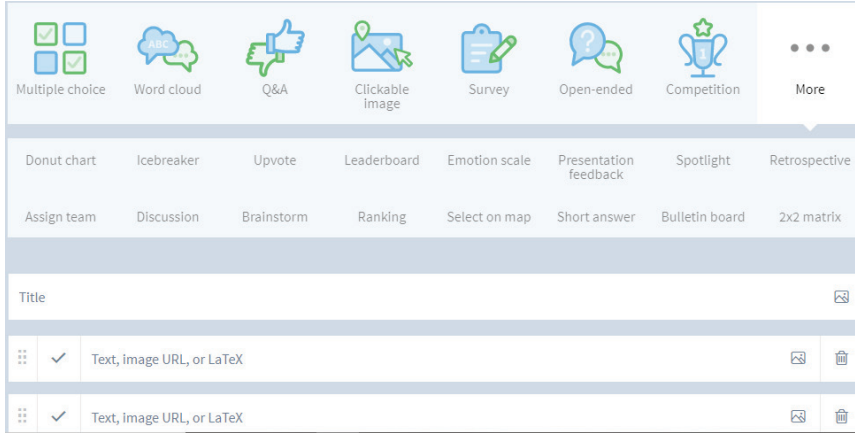 ABC
1
Multiple choice
Word cloud
Q&A
Clickable
image
Survey
Open-ended
Competition
More
Donut chart
Icebreaker
Upvote
Leaderboard
Emotion scale
Presentation
feedback
Spotlight
Retrospective
Assign team
Discussion
Brainstorm
Ranking
Select on map
Short answer
Bulletin board
2x2 matrix
Title
Text, image URL, or LaTeX
Text, image URL, or LaTeX